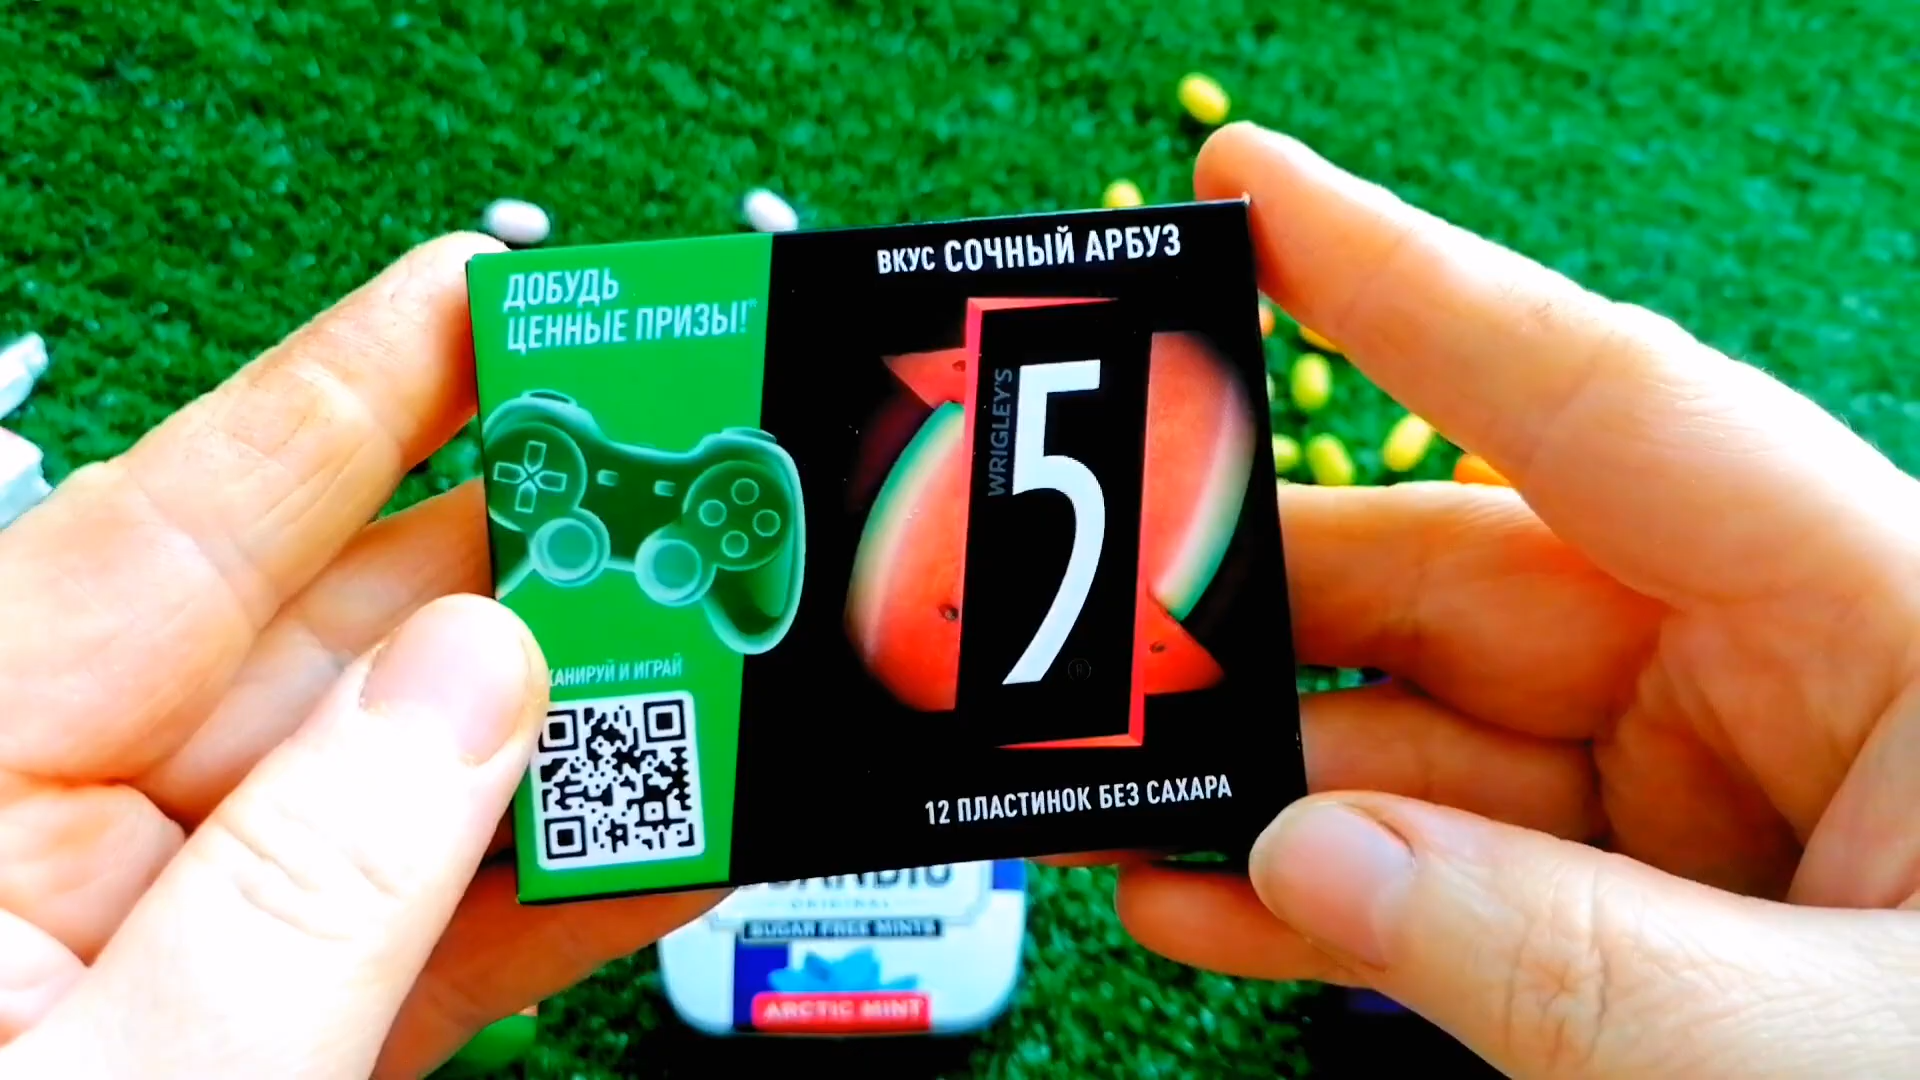 ДОБУДЬ
ЦЕННЫЕ ПРИЗЫ!
ВКУС СОЧНЫЙ АРБУЗ
WRIGLEY'S
5
®
КАНИРУЙ И ИГРАЙ
12 ПЛАСТИНОК БЕЗ САХАРА
ORIGINAL
SUGAR FREE MINTS
ARCTIC MINT